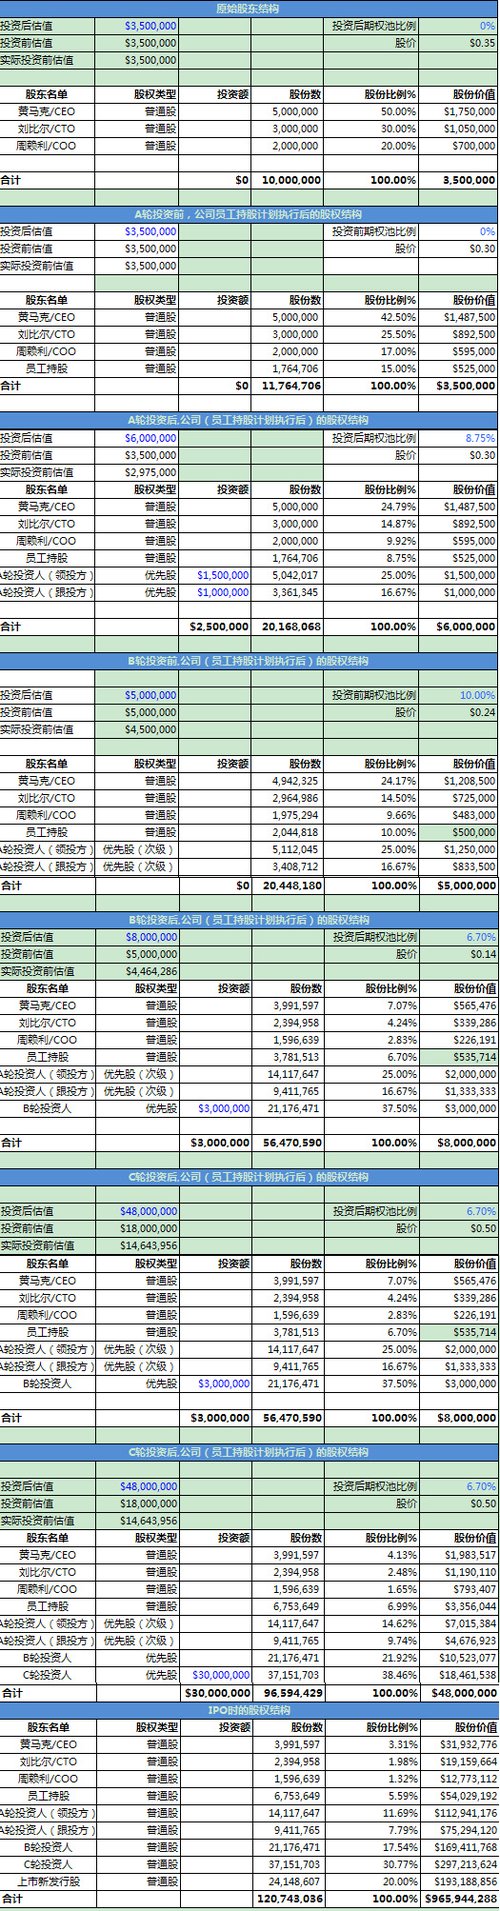 原始股东结构
投资后估值 $3,500,000 投资后期权池比例 0%
投资前估值 $3,500,000 股价 $0.35
实际投资前估值 $3,500,000
股东名单 股权类型 投资额 股份数 股份比例% 股份价值
黄马克/CEO 普通股 5,000,000 50.00% $1,750,000
刘比尔/CTO 普通股 3,000,000 30.00% $1,050,000
周赖利/COO 普通股 2,000,000 20.00% $700,000
合计 $0 10,000,000 100.00% 3,500,000
A轮投资前，公司员工持股计划执行后的股权结构
投资后估值 $3,500,000 投资前期权池比例 0%
投资前估值 $3,500,000 股价 $0.30
实际投资前估值 $3,500,000
股东名单 股权类型 投资额 股份数 股份比例% 股份价值
黄马克/CEO 普通股 5,000,000 42.50% $1,487,500
刘比尔/CTO 普通股 3,000,000 25.50% $892,500
周赖利/COO 普通股 2,000,000 17.00% $595,000
员工持股 普通股 1,764,706 15.00% $525,000
合计 $0 11,764,706 100.00% $3,500,000
A轮投资后,公司（员工持股计划执行后）的股权结构
投资后估值 $6,000,000 投资后期权池比例 8.75%
投资前估值 $3,500,000 股价 $0.30
实际投资前估值 $2,975,000
股东名单 股权类型 投资额 股份数 股份比例% 股份价值
黄马克/CEO 普通股 5,000,000 24.79% $1,487,500
刘比尔/CTO 普通股 3,000,000 14.87% $892,500
周赖利/COO 普通股 2,000,000 9.92% $595,000
员工持股 普通股 1,764,706 8.75% $525,000
A轮投资人（领投方） 优先股 $1,500,000 5,042,017 25.00% $1,500,000
A轮投资人（跟投方） 优先股 $1,000,000 3,361,345 16.67% $1,000,000
合计 $2,500,000 20,168,068 100.00% $6,000,000
B轮投资前,公司（员工持股计划执行后）的股权结构
投资后估值 $5,000,000 投资前期权池比例 10.00%
投资前估值 $5,000,000 股价 $0.24
实际投资前估值 $4,500,000
股东名单 股权类型 投资额 股份数 股份比例% 股份价值
黄马克/CEO 普通股 4,942,325 24.17% $1,208,500
刘比尔/CTO 普通股 2,964,986 14.50% $725,000
周赖利/COO 普通股 1,975,294 9.66% $483,000
员工持股 普通股 2,044,818 10.00% $500,000
A轮投资人（领投方） 优先股（次级） 5,112,045 25.00% $1,250,000
A轮投资人（跟投方） 优先股（次级） 3,408,712 16.67% $833,500
合计 $0 20,448,180 100.00% $5,000,000
B轮投资后,公司（员工持股计划执行后）的股权结构
投资后估值 $8,000,000 投资后期权池比例 6.70%
投资前估值 $5,000,000 股价 $0.14
实际投资前估值 $4,464,286
股东名单 股权类型 投资额 股份数 股份比例% 股份价值
黄马克/CEO 普通股 3,991,597 7.07% $565,476
刘比尔/CTO 普通股 2,394,958 4.24% $339,286
周赖利/COO 普通股 1,596,639 2.83% $226,191
员工持股 普通股 3,781,513 6.70% $535,714
A轮投资人（领投方） 优先股（次级） 14,117,647 25.00% $2,000,000
A轮投资人（跟投方） 优先股（次级） 9,411,765 16.67% $1,333,333
B轮投资人 优先股 $3,000,000 21,176,471 37.50% $3,000,000
合计 $3,000,000 56,470,590 100.00% $8,000,000
C轮投资后,公司（员工持股计划执行后）的股权结构
投资后估值 $48,000,000 投资后期权池比例 6.70%
投资前估值 $18,000,000 股价 $0.50
实际投资前估值 $14,643,956
股东名单 股权类型 投资额 股份数 股份比例% 股份价值
黄马克/CEO 普通股 3,991,597 7.07% $565,476
刘比尔/CTO 普通股 2,394,958 4.24% $339,286
周赖利/COO 普通股 1,596,639 2.83% $226,191
员工持股 普通股 3,781,513 6.70% $535,714
A轮投资人（领投方） 优先股（次级） 14,117,647 25.00% $2,000,000
A轮投资人（跟投方） 优先股（次级） 9,411,765 16.67% $1,333,333
B轮投资人 优先股 $3,000,000 21,176,471 37.50% $3,000,000
合计 $3,000,000 56,470,590 100.00% $8,000,000
C轮投资后,公司（员工持股计划执行后）的股权结构
投资后估值 $48,000,000 投资后期权池比例 6.70%
投资前估值 $18,000,000 股价 $0.50
实际投资前估值 $14,643,956
股东名单 股权类型 投资额 股份数 股份比例% 股份价值
黄马克/CEO 普通股 3,991,597 4.13% $1,983,517
刘比尔/CTO 普通股 2,394,958 2.48% $1,190,110
周赖利/COO 普通股 1,596,639 1.65% $793,407
员工持股 普通股 6,753,649 6.99% $3,356,044
A轮投资人（领投方） 优先股（次级） 14,117,647 14.62% $7,015,384
A轮投资人（跟投方） 优先股（次级） 9,411,765 9.74% $4,676,923
B轮投资人 优先股 21,176,471 21.92% $10,523,077
C轮投资人 优先股 $30,000,000 37,151,703 38.46% $18,461,538
合计 $30,000,000 96,594,429 100.00% $48,000,000
IPO时的股权结构
股东名单 股权类型 投资额 股份数 股份比例% 股份价值
黄马克/CEO 普通股 3,991,597 3.31% $31,932,776
刘比尔/CTO 普通股 2,394,958 1.98% $19,159,664
周赖利/COO 普通股 1,596,639 1.32% $12,773,112
员工持股 普通股 6,753,649 5.59% $54,029,192
A轮投资人（领投方） 普通股 14,117,647 11.69% $112,941,176
A轮投资人（跟投方） 普通股 9,411,765 7.79% $75,294,120
B轮投资人 普通股 21,176,471 17.54% $169,411,768
C轮投资人 普通股 37,151,703 30.77% $297,213,624
上市新发行股 普通股 24,148,607 20.00% $193,188,856
合计 120,743,036 100.00% $965,944,288